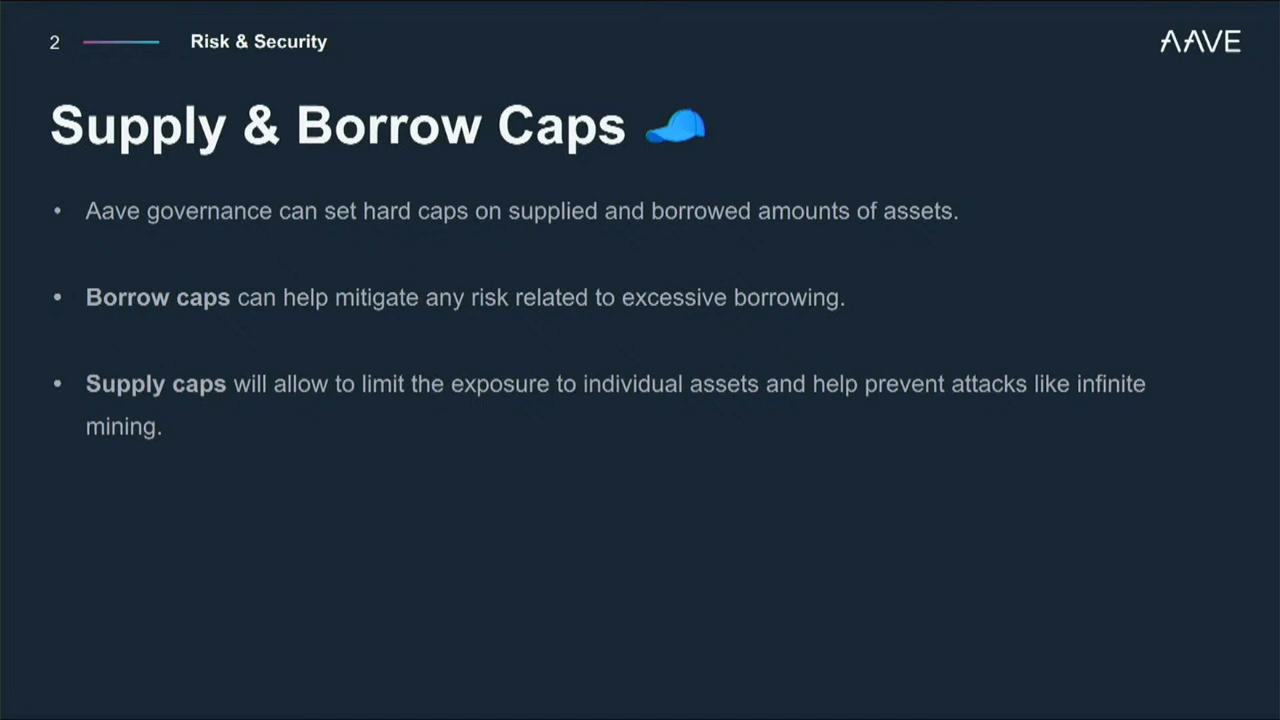 2 Risk & Security AAVE
Supply & Borrow Caps 🧢
• Aave governance can set hard caps on supplied and borrowed amounts of assets.
• Borrow caps can help mitigate any risk related to excessive borrowing.
• Supply caps will allow to limit the exposure to individual assets and help prevent attacks like infinite
mining.